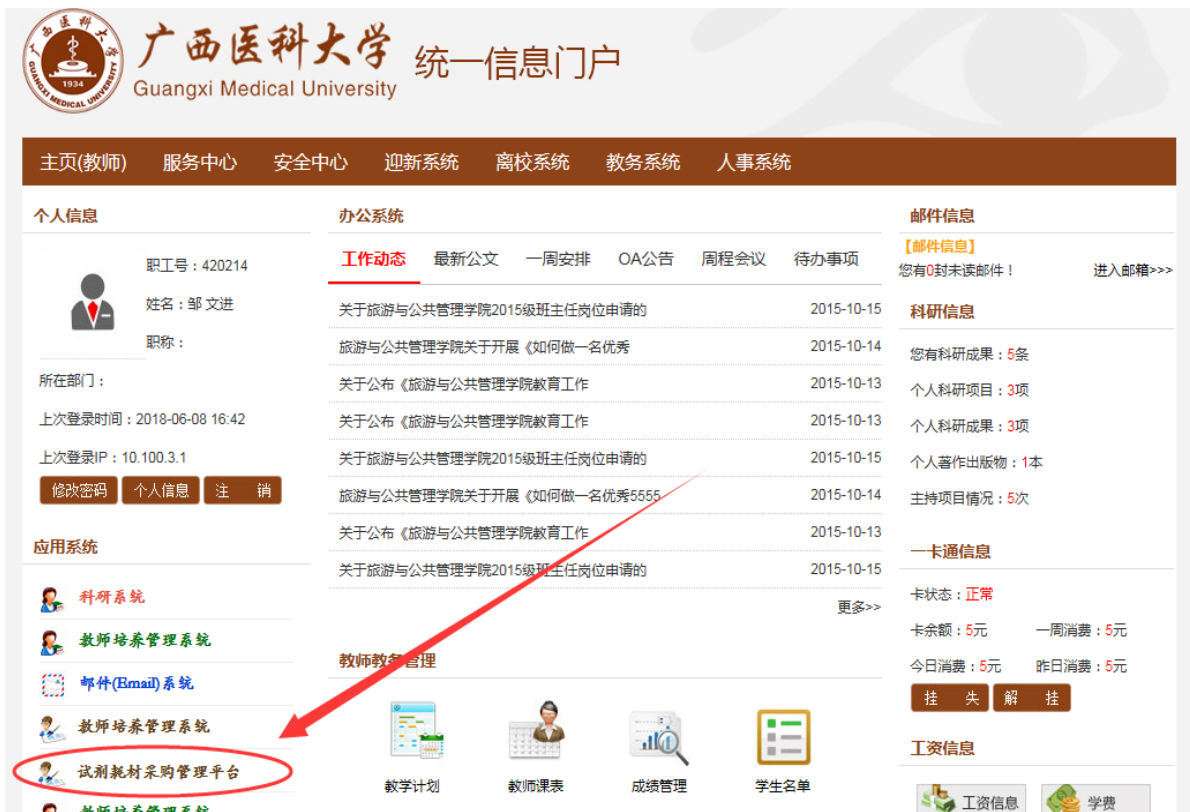 广西医科大学
Guangxi Medical University
统一信息门户
1934
主页(教师) 服务中心 安全中心 迎新系统 离校系统 教务系统 人事系统
个人信息
职工号：420214
姓名：邹 文进
职称：
所在部门：
上次登录时间：2018-06-08 16:42
上次登录IP：10.100.3.1
修改密码 个人信息 注 销
应用系统
科研系统
教师培养管理系统
邮件(Email)系统
教师培养管理系统
试剂耗材采购管理平台
教师培养管理系统
办公系统
工作动态 最新公文 一周安排 OA公告 周程会议 待办事项
关于旅游与公共管理学院2015级班主任岗位申请的 2015-10-15
旅游与公共管理学院关于开展《如何做一名优秀 2015-10-14
关于公布《旅游与公共管理学院教育工作 2015-10-13
关于公布《旅游与公共管理学院教育工作 2015-10-13
关于旅游与公共管理学院2015级班主任岗位申请的 2015-10-15
旅游与公共管理学院关于开展《如何做一名优秀5555 2015-10-14
关于公布《旅游与公共管理学院教育工作 2015-10-13
关于旅游与公共管理学院2015级班主任岗位申请的 2015-10-15
更多>>
教师教务管理
教学计划 教师课表 成绩管理 学生名单
邮件信息
【邮件信息】
您有0封未读邮件！ 进入邮箱>>>
科研信息
您有科研成果：5条
个人科研项目：3项
个人科研成果：3项
个人著作出版物：1本
主持项目情况：5次
一卡通信息
卡状态：正常
卡余额：5元 一周消费：5元
今日消费：5元 昨日消费：5元
挂 失 解 挂
工资信息
工资信息 学费